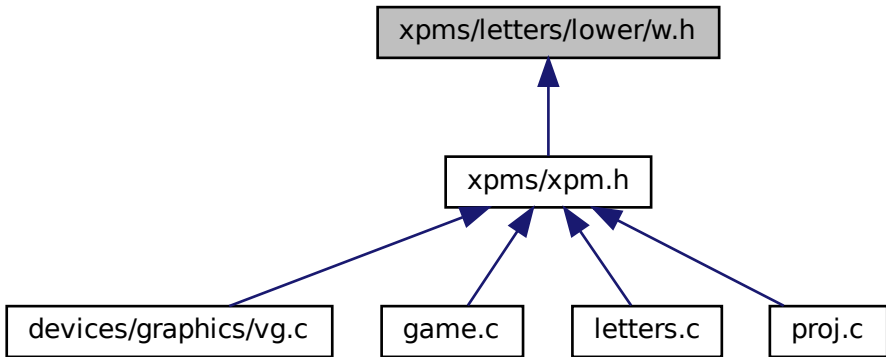 xpms/letters/lower/w.h
xpms/xpm.h
devices/graphics/vg.c
game.c
letters.c
proj.c